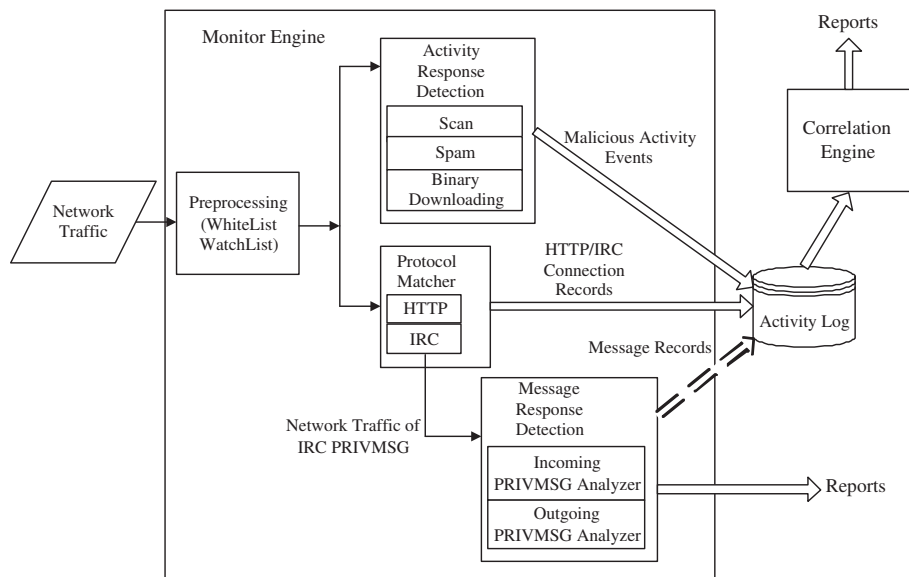 Monitor Engine
Network
Traffic
Preprocessing
(WhiteList
WatchList)
Activity
Response
Detection
Scan
Spam
Binary
Downloading
Protocol
Matcher
HTTP
IRC
Network Traffic of
IRC PRIVMSG
Message
Response
Detection
Incoming
PRIVMSG Analyzer
Outgoing
PRIVMSG Analyzer
Malicious Activity
Events
HTTP/IRC
Connection
Records
Message Records
Activity Log
Correlation
Engine
Reports
Reports